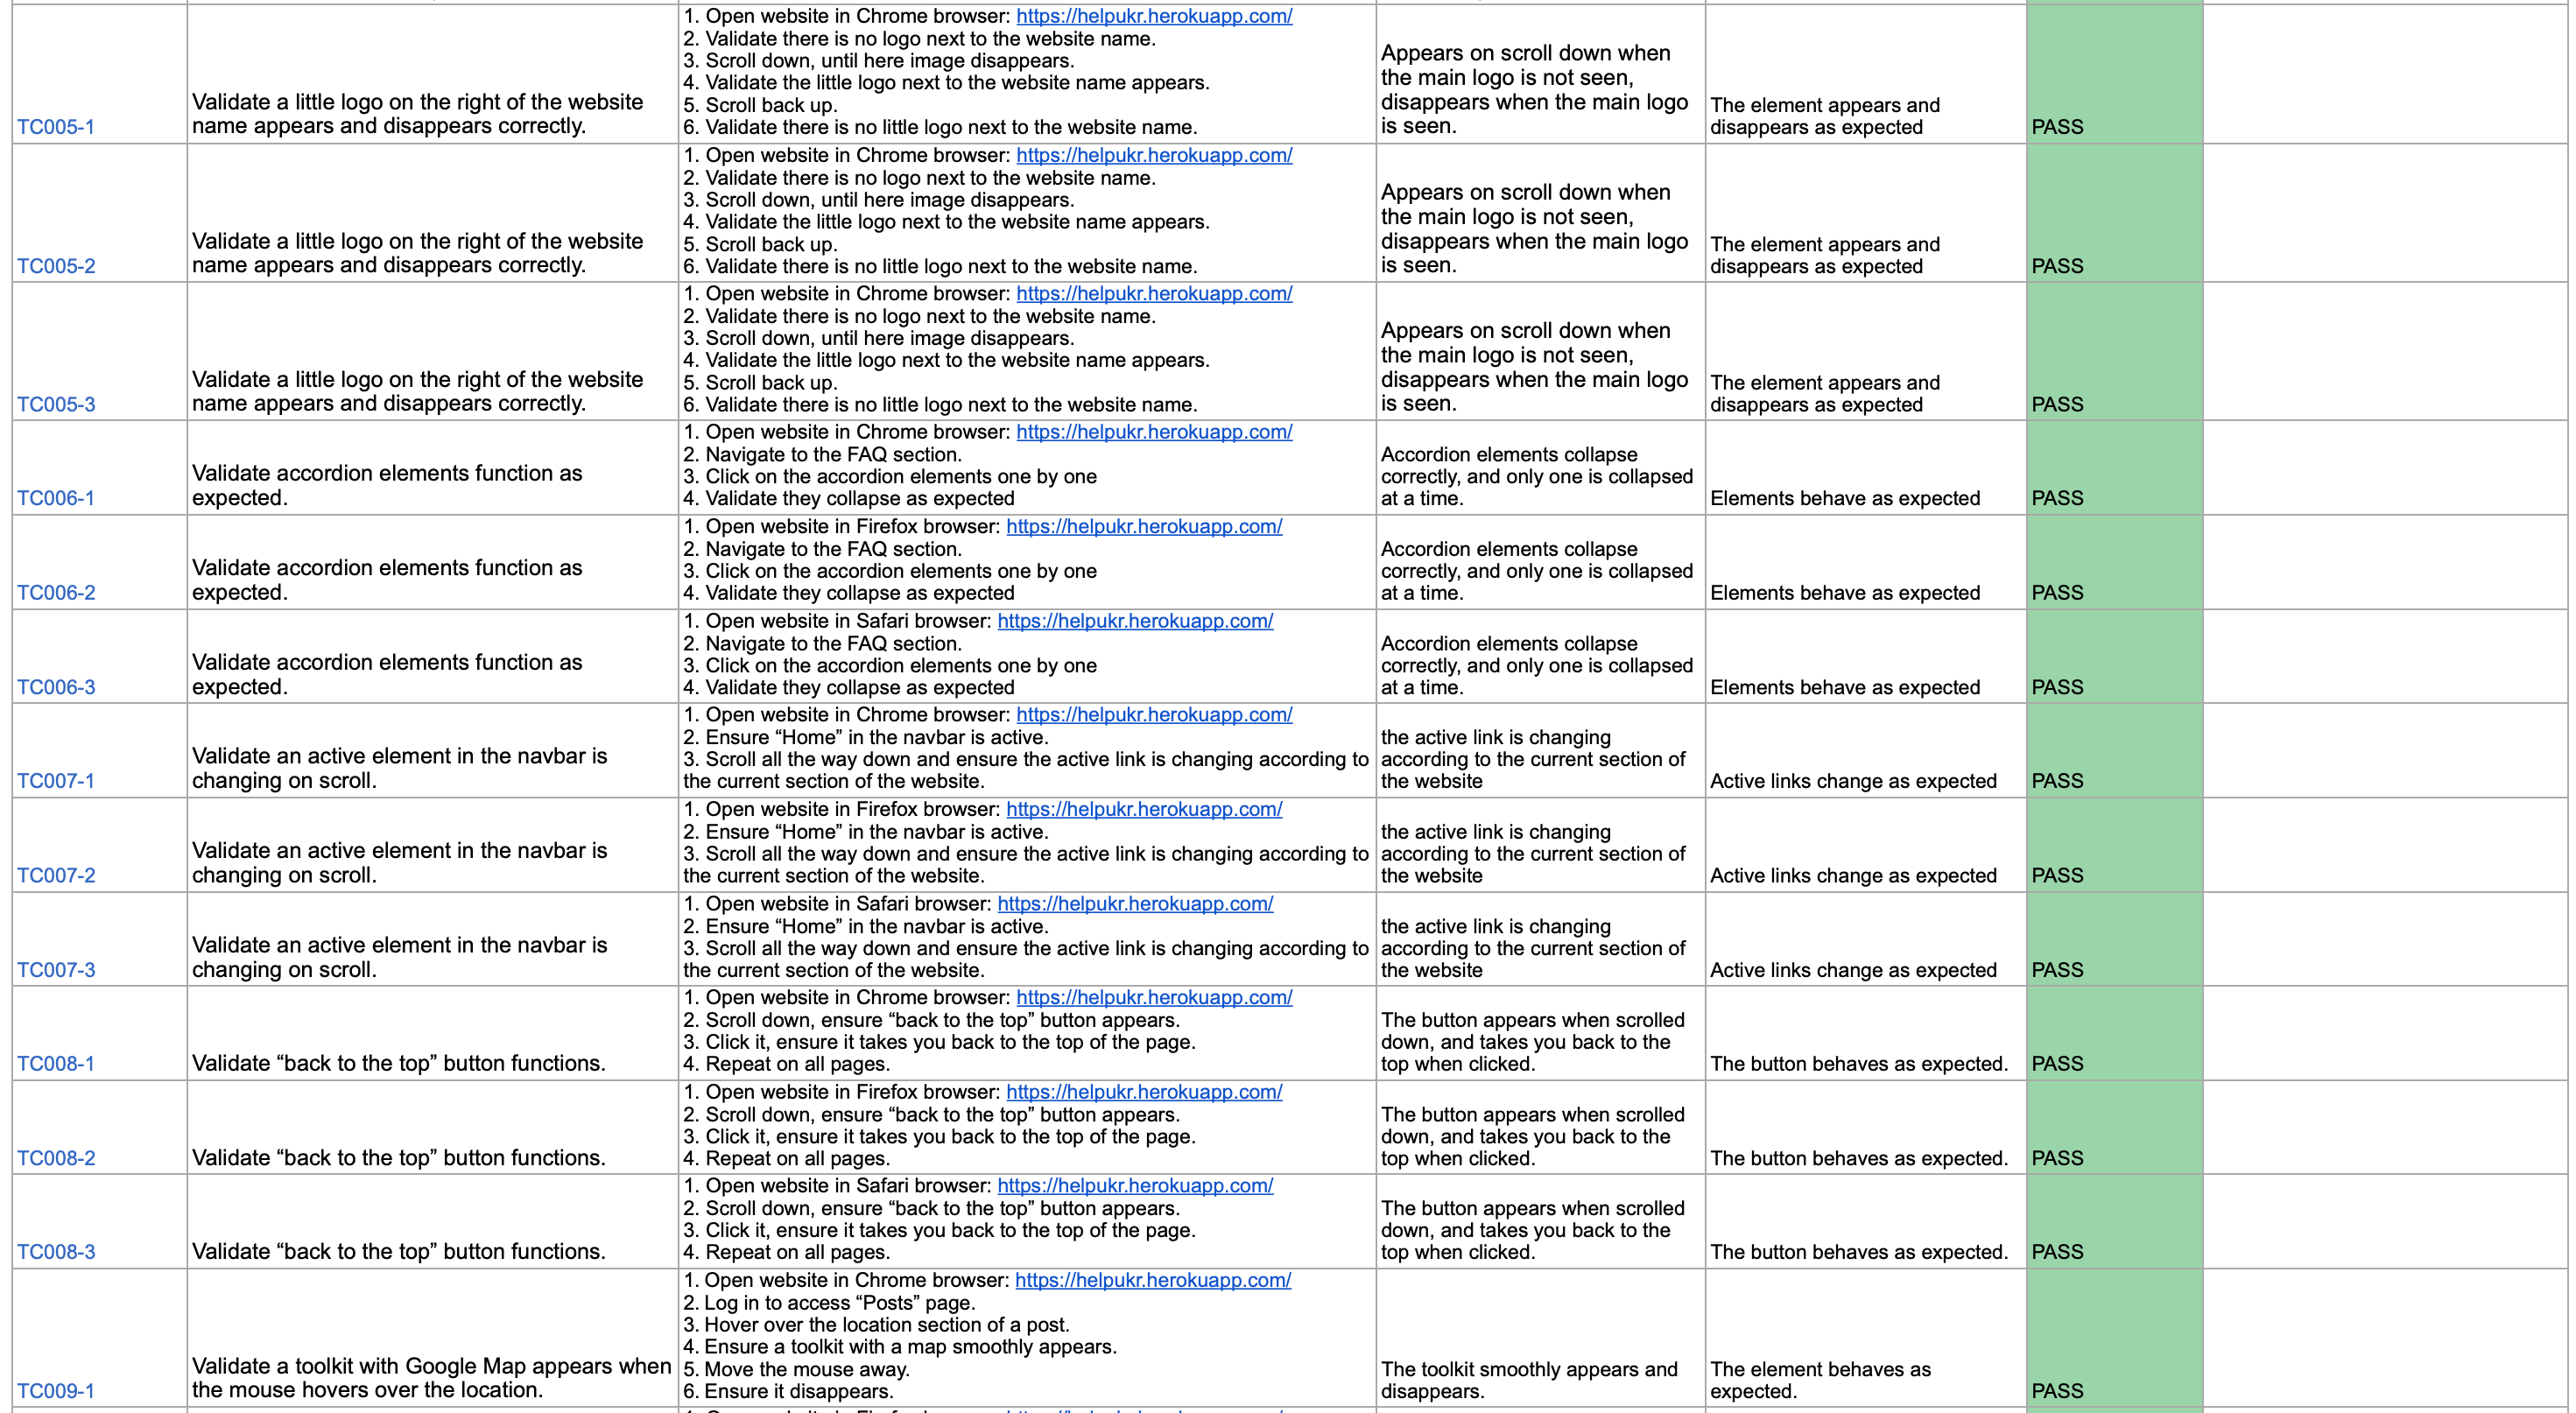 TC005-1
Validate a little logo on the right of the website
name appears and disappears correctly.
1. Open website in Chrome browser: https://helpukr.herokuapp.com/
2. Validate there is no logo next to the website name.
3. Scroll down, until here image disappears.
4. Validate the little logo next to the website name appears.
5. Scroll back up.
6. Validate there is no little logo next to the website name.
Appears on scroll down when
the main logo is not seen,
disappears when the main logo
is seen.
The element appears and
disappears as expected
PASS
TC005-2
Validate a little logo on the right of the website
name appears and disappears correctly.
1. Open website in Chrome browser: https://helpukr.herokuapp.com/
2. Validate there is no logo next to the website name.
3. Scroll down, until here image disappears.
4. Validate the little logo next to the website name appears.
5. Scroll back up.
6. Validate there is no little logo next to the website name.
Appears on scroll down when
the main logo is not seen,
disappears when the main logo
is seen.
The element appears and
disappears as expected
PASS
TC005-3
Validate a little logo on the right of the website
name appears and disappears correctly.
1. Open website in Chrome browser: https://helpukr.herokuapp.com/
2. Validate there is no logo next to the website name.
3. Scroll down, until here image disappears.
4. Validate the little logo next to the website name appears.
5. Scroll back up.
6. Validate there is no little logo next to the website name.
Appears on scroll down when
the main logo is not seen,
disappears when the main logo
is seen.
The element appears and
disappears as expected
PASS
TC006-1
Validate accordion elements function as
expected.
1. Open website in Chrome browser: https://helpukr.herokuapp.com/
2. Navigate to the FAQ section.
3. Click on the accordion elements one by one
4. Validate they collapse as expected
Accordion elements collapse
correctly, and only one is collapsed
at a time.
Elements behave as expected
PASS
TC006-2
Validate accordion elements function as
expected.
1. Open website in Firefox browser: https://helpukr.herokuapp.com/
2. Navigate to the FAQ section.
3. Click on the accordion elements one by one
4. Validate they collapse as expected
Accordion elements collapse
correctly, and only one is collapsed
at a time.
Elements behave as expected
PASS
TC006-3
Validate accordion elements function as
expected.
1. Open website in Safari browser: https://helpukr.herokuapp.com/
2. Navigate to the FAQ section.
3. Click on the accordion elements one by one
4. Validate they collapse as expected
Accordion elements collapse
correctly, and only one is collapsed
at a time.
Elements behave as expected
PASS
TC007-1
Validate an active element in the navbar is
changing on scroll.
1. Open website in Chrome browser: https://helpukr.herokuapp.com/
2. Ensure “Home” in the navbar is active.
3. Scroll all the way down and ensure the active link is changing according to
the current section of the website.
the active link is changing
according to the current section of
the website
Active links change as expected
PASS
TC007-2
Validate an active element in the navbar is
changing on scroll.
1. Open website in Firefox browser: https://helpukr.herokuapp.com/
2. Ensure “Home” in the navbar is active.
3. Scroll all the way down and ensure the active link is changing according to
the current section of the website.
the active link is changing
according to the current section of
the website
Active links change as expected
PASS
TC007-3
Validate an active element in the navbar is
changing on scroll.
1. Open website in Safari browser: https://helpukr.herokuapp.com/
2. Ensure “Home” in the navbar is active.
3. Scroll all the way down and ensure the active link is changing according to
the current section of the website.
the active link is changing
according to the current section of
the website
Active links change as expected
PASS
TC008-1
Validate “back to the top” button functions.
1. Open website in Chrome browser: https://helpukr.herokuapp.com/
2. Scroll down, ensure “back to the top” button appears.
3. Click it, ensure it takes you back to the top of the page.
4. Repeat on all pages.
The button appears when scrolled
down, and takes you back to the
top when clicked.
The button behaves as expected.
PASS
TC008-2
Validate “back to the top” button functions.
1. Open website in Firefox browser: https://helpukr.herokuapp.com/
2. Scroll down, ensure “back to the top” button appears.
3. Click it, ensure it takes you back to the top of the page.
4. Repeat on all pages.
The button appears when scrolled
down, and takes you back to the
top when clicked.
The button behaves as expected.
PASS
TC008-3
Validate “back to the top” button functions.
1. Open website in Safari browser: https://helpukr.herokuapp.com/
2. Scroll down, ensure “back to the top” button appears.
3. Click it, ensure it takes you back to the top of the page.
4. Repeat on all pages.
The button appears when scrolled
down, and takes you back to the
top when clicked.
The button behaves as expected.
PASS
TC009-1
Validate a toolkit with Google Map appears when
the mouse hovers over the location.
1. Open website in Chrome browser: https://helpukr.herokuapp.com/
2. Log in to access “Posts” page.
3. Hover over the location section of a post.
4. Ensure a toolkit with a map smoothly appears.
5. Move the mouse away.
6. Ensure it disappears.
The toolkit smoothly appears and
disappears.
The element behaves as
expected.
PASS